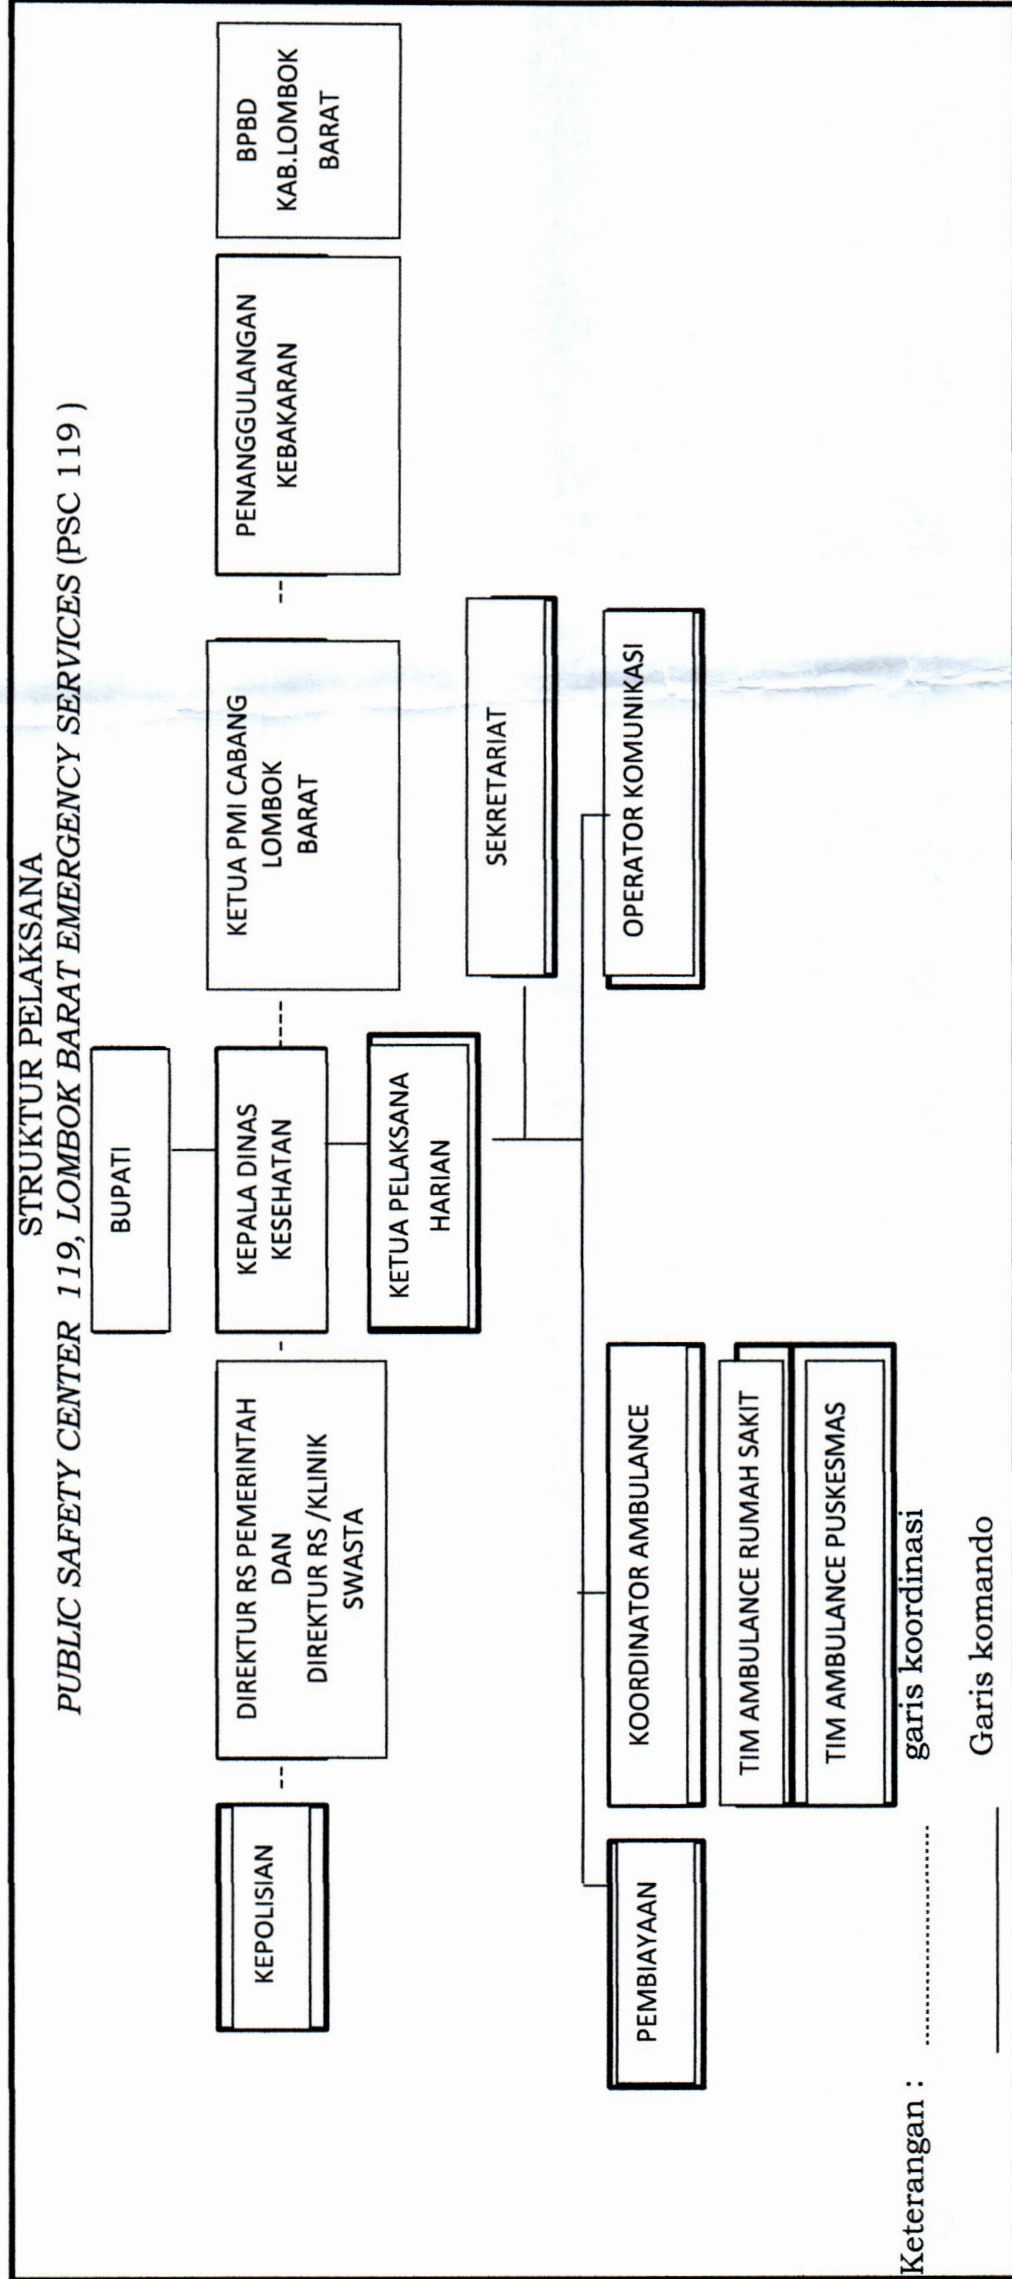 STRUKTUR PELAKSANA
PUBLIC SAFETY CENTER 119, LOMBOK BARAT EMERGENCY SERVICES (PSC 119 )
BUPATI
KEPOLISIAN
DIREKTUR RS PEMERINTAH
DAN
DIREKTUR RS /KLINIK
SWASTA
KEPALA DINAS
KESEHATAN
KETUA PMI CABANG
LOMBOK
BARAT
PENANGGULANGAN
KEBAKARAN
BPBD
KAB.LOMBOK
BARAT
KETUA PELAKSANA
HARIAN
SEKRETARIAT
PEMBIAYAAN
KOORDINATOR AMBULANCE
OPERATOR KOMUNIKASI
TIM AMBULANCE RUMAH SAKIT
TIM AMBULANCE PUSKESMAS
Keterangan : garis koordinasi
Garis komando